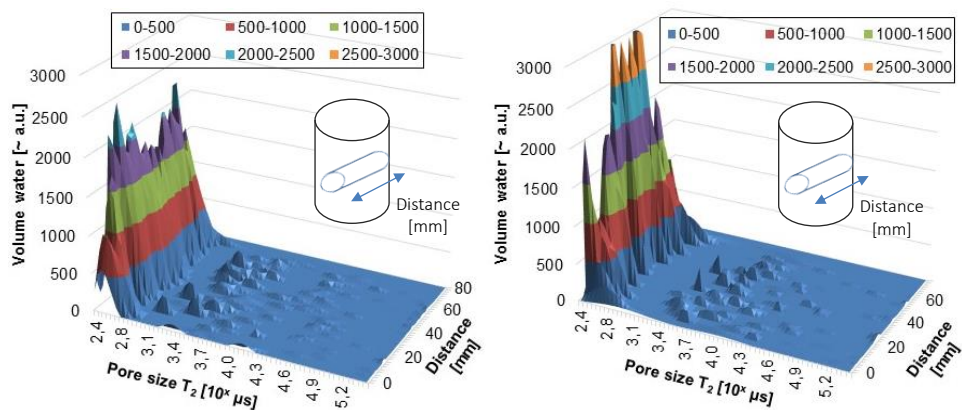 0-500 500-1000 1000-1500
1500-2000 2000-2500 2500-3000
3000
2500
2000
1500
1000
500
0
Volume water [~ a.u.]
2,4
2,8
3,1
3,4
3,7
4,0
4,3
4,6
4,9
5,2
Pore size T2 [10x µs]
0
20
40
60
80
Distance
[mm]
Distance
[mm]
0-500 500-1000 1000-1500
1500-2000 2000-2500 2500-3000
3000
2500
2000
1500
1000
500
0
Volume water [~ a.u.]
2,4
2,8
3,1
3,4
3,7
4,0
4,3
4,6
4,9
5,2
Pore size T2 [10x µs]
0
20
40
60
Distance
[mm]
Distance
[mm]